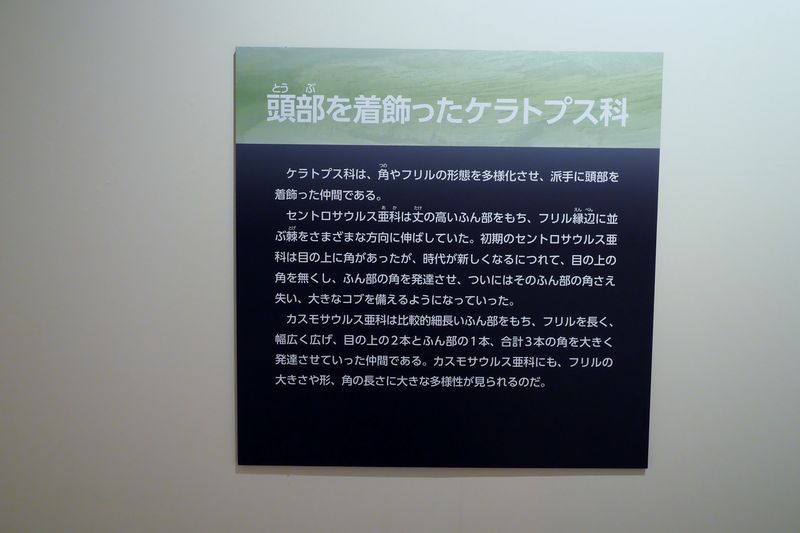 頭部を着飾ったケラトプス科
ケラトプス科は、角やフリルの形態を多様化させ、派手に頭部を
着飾った仲間である。
セントロサウルス亜科は丈の高いふん部をもち、フリル縁辺に並
ぶ棘をさまざまな方向に伸ばしていた。初期のセントロサウルス亜
科は目の上に角があったが、時代が新しくなるにつれて、目の上の
角を無くし、ふん部の角を発達させ、ついにはそのふん部の角さえ
失い、大きなコブを備えるようになっていった。
カスモサウルス亜科は比較的細長いふん部をもち、フリルを長く、
幅広く広げ、目の上の2本とふん部の1本、合計3本の角を大きく
発達させていった仲間である。カスモサウルス亜科にも、フリルの
大きさや形、角の長さに大きな多様性が見られるのだ。